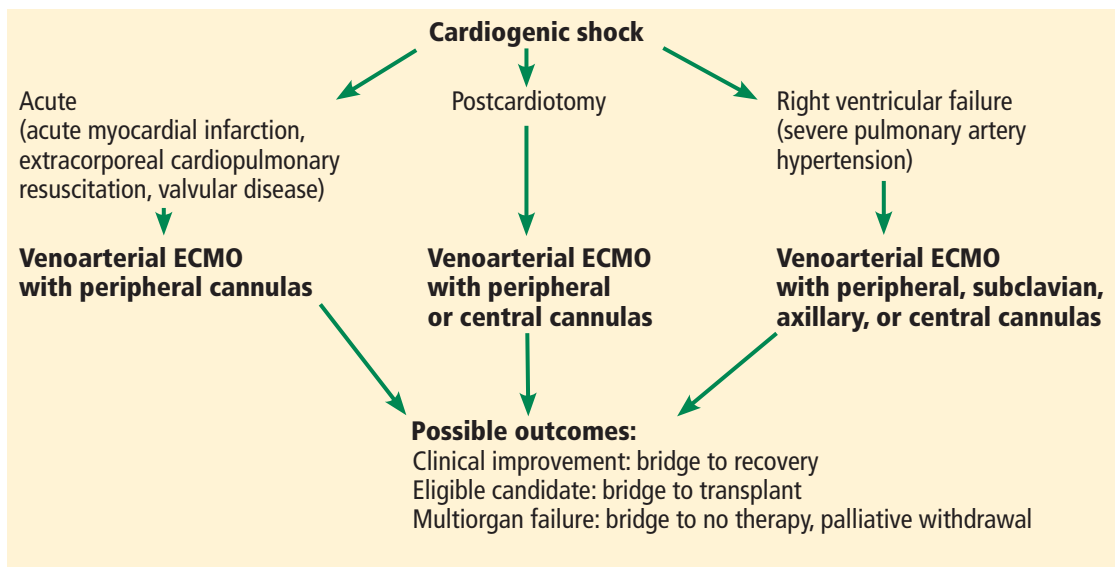 Cardiogenic shock
Acute
(acute myocardial infarction,
extracorporeal cardiopulmonary
resuscitation, valvular disease)
Postcardiotomy
Right ventricular failure
(severe pulmonary artery
hypertension)
Venoarterial ECMO
with peripheral cannulas
Venoarterial ECMO
with peripheral
or central cannulas
Venoarterial ECMO
with peripheral, subclavian,
axillary, or central cannulas
Possible outcomes:
Clinical improvement: bridge to recovery
Eligible candidate: bridge to transplant
Multiorgan failure: bridge to no therapy, palliative withdrawal